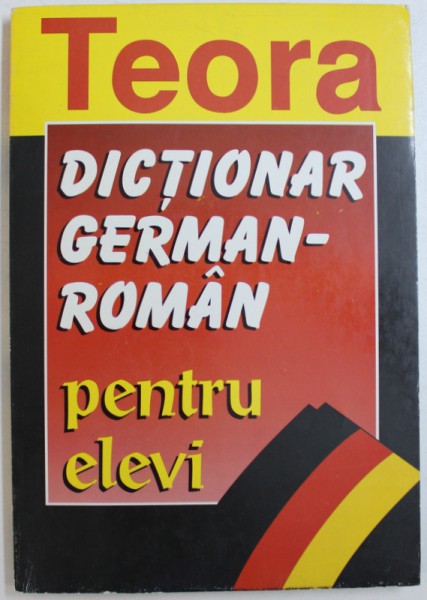 Teora
DICȚIONAR
GERMAN-
ROMÂN
pentru
elevi